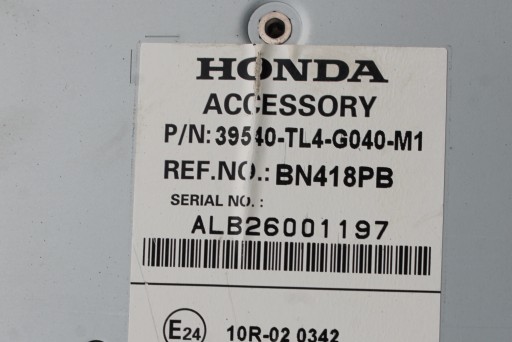 HONDA
ACCESSORY
P/N: 39540-TL4-G040-M1
REF.NO.: BN418PB
SERIAL NO. :
ALB26001197
E24 10R-02 0342